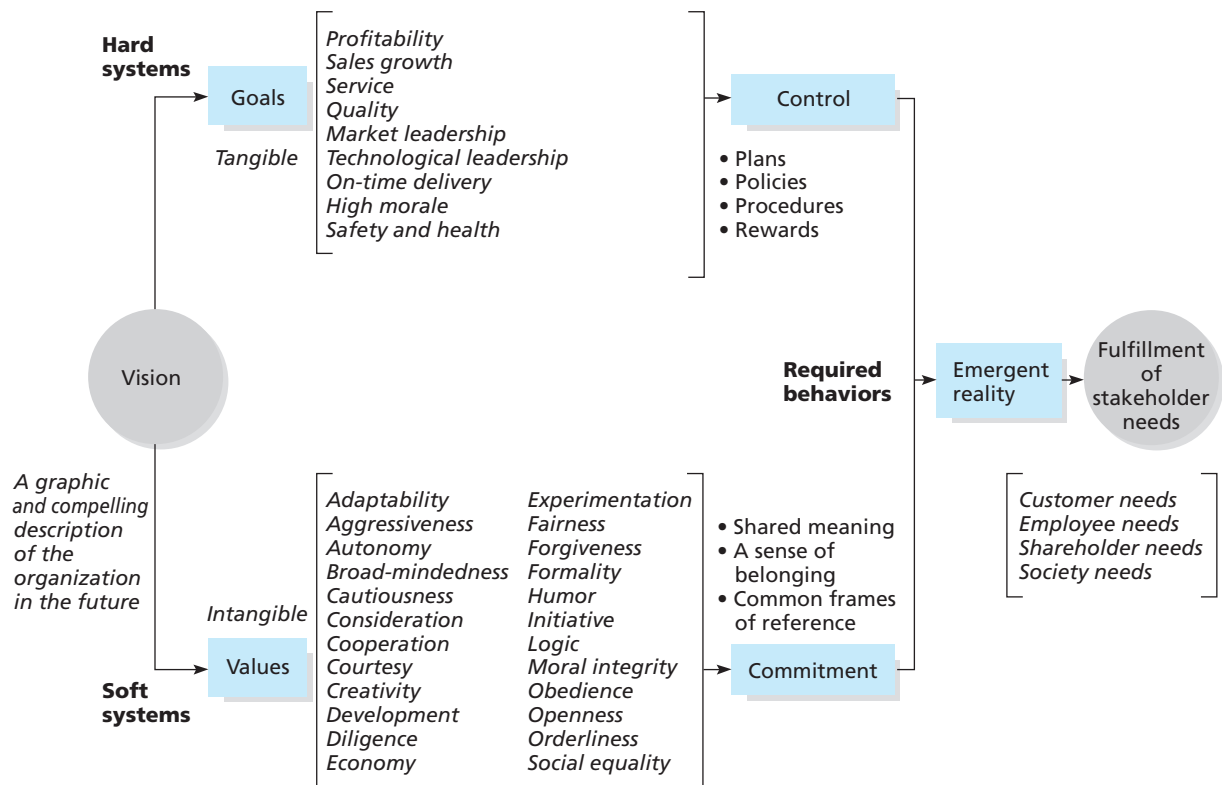 Hard
systems
Goals
Tangible
Profitability
Sales growth
Service
Quality
Market leadership
Technological leadership
On-time delivery
High morale
Safety and health
Control
• Plans
• Policies
• Procedures
• Rewards
Vision
A graphic
and compelling
description
of the
organization
in the future
Required
behaviors
Emergent
reality
Fulfillment
of
stakeholder
needs
Customer needs
Employee needs
Shareholder needs
Society needs
Intangible
Values
Soft
systems
Adaptability
Aggressiveness
Autonomy
Broad-mindedness
Cautiousness
Consideration
Cooperation
Courtesy
Creativity
Development
Diligence
Economy
Experimentation
Fairness
Forgiveness
Formality
Humor
Initiative
Logic
Moral integrity
Obedience
Openness
Orderliness
Social equality
• Shared meaning
• A sense of
belonging
• Common frames
of reference
Commitment